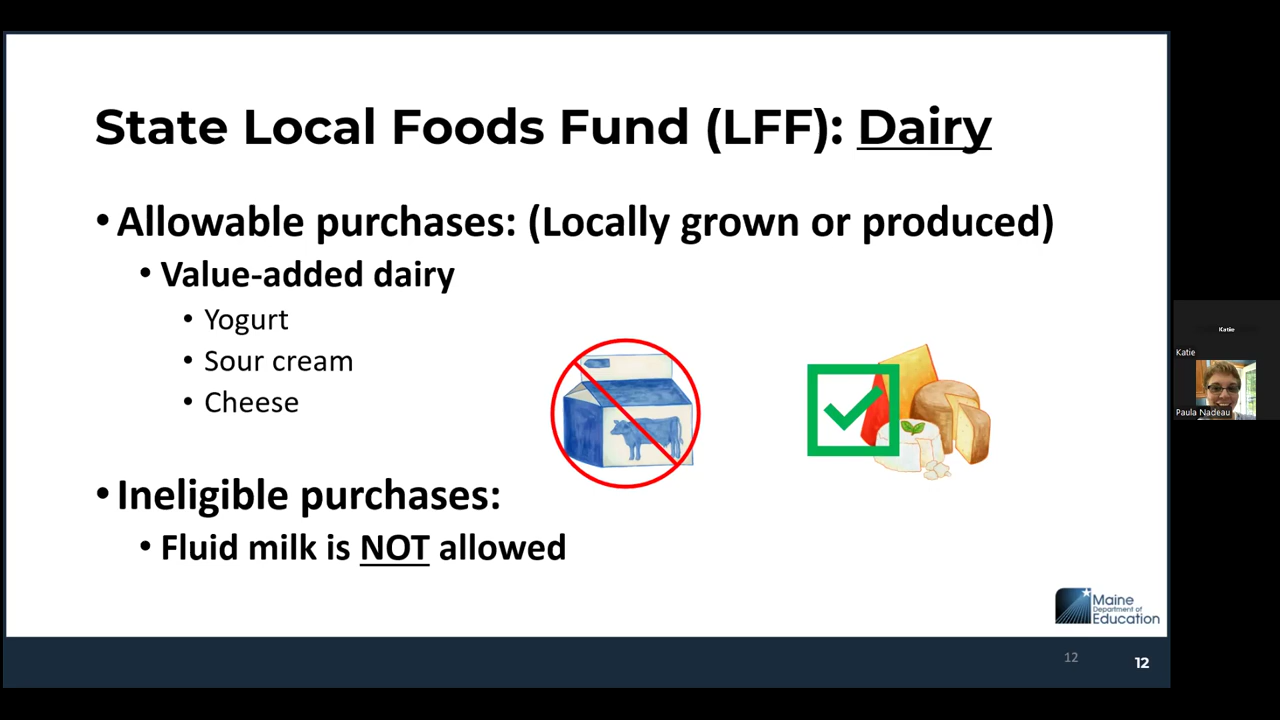 State Local Foods Fund (LFF): Dairy
• Allowable purchases: (Locally grown or produced)
• Value-added dairy
• Yogurt
• Sour cream
• Cheese
• Ineligible purchases:
• Fluid milk is NOT allowed
Maine
Department of
Education
12
12
Katie
Katie
Paula Nadeau